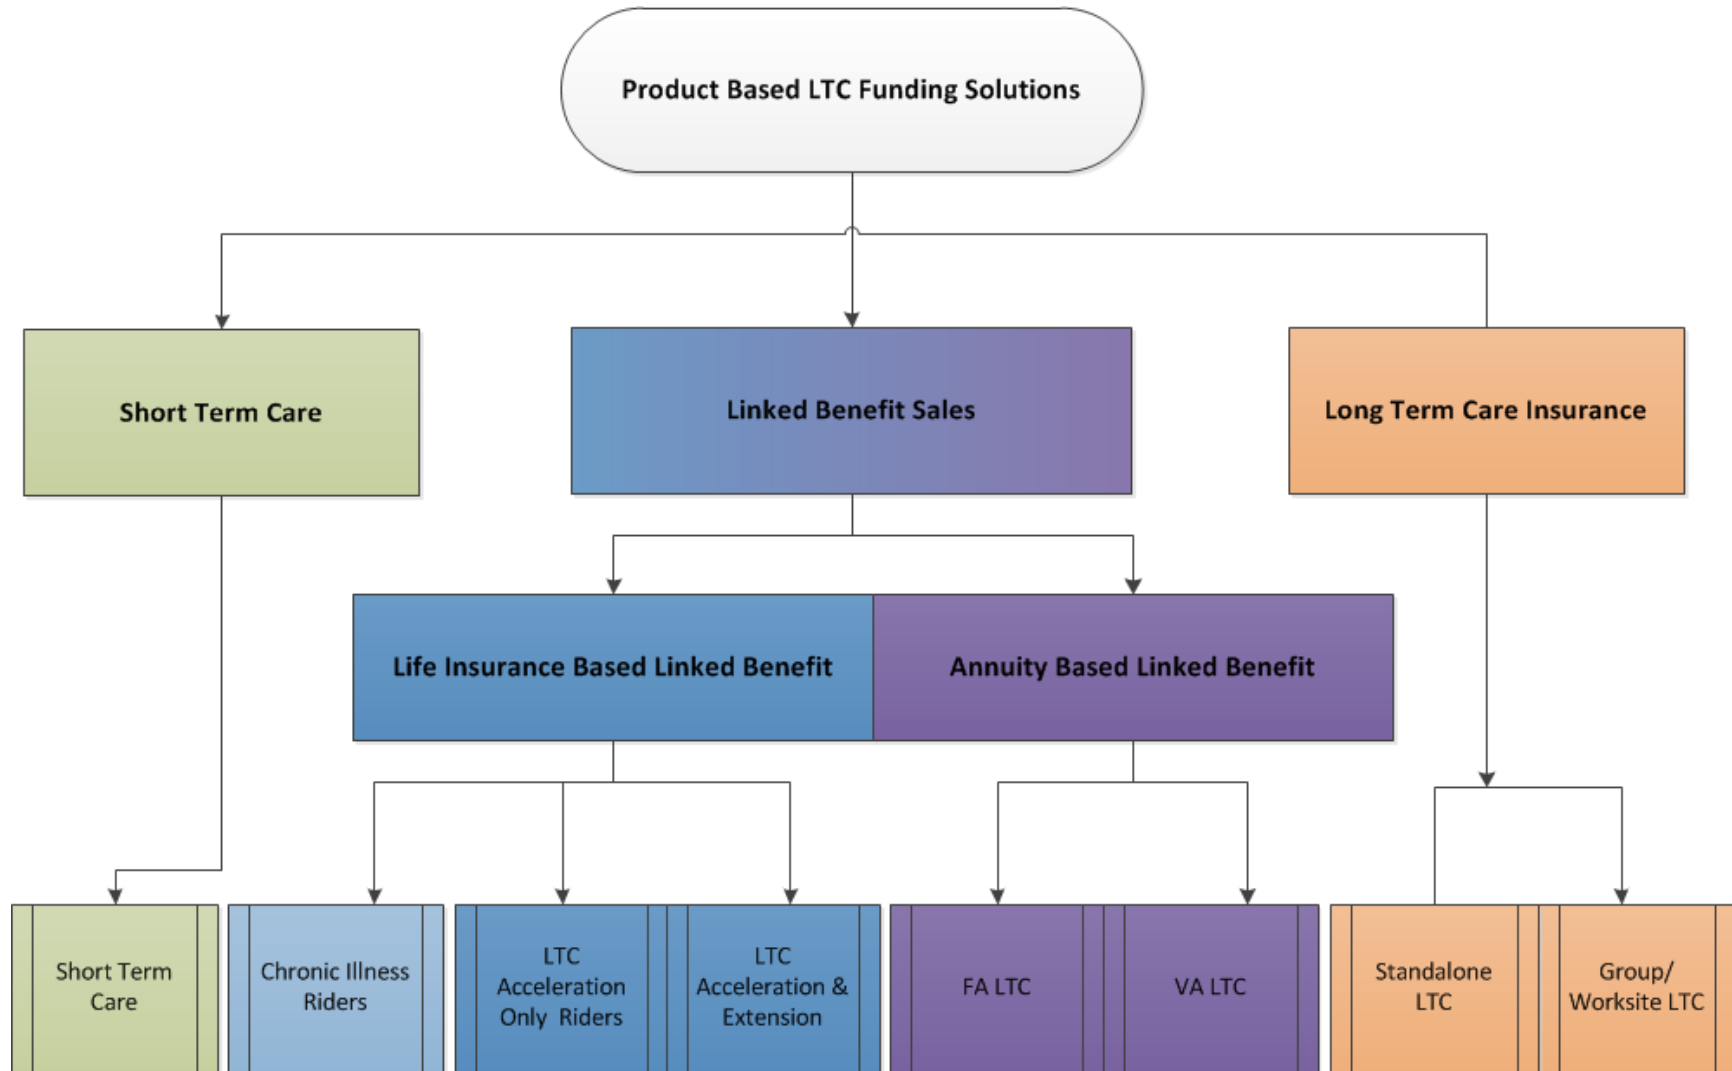 Product Based LTC Funding Solutions
Short Term Care
Linked Benefit Sales
Long Term Care Insurance
Life Insurance Based Linked Benefit
Annuity Based Linked Benefit
Short Term
Care
Chronic Illness
Riders
LTC
Acceleration
Only Riders
LTC
Acceleration &
Extension
FA LTC
VA LTC
Standalone
LTC
Group/
Worksite LTC